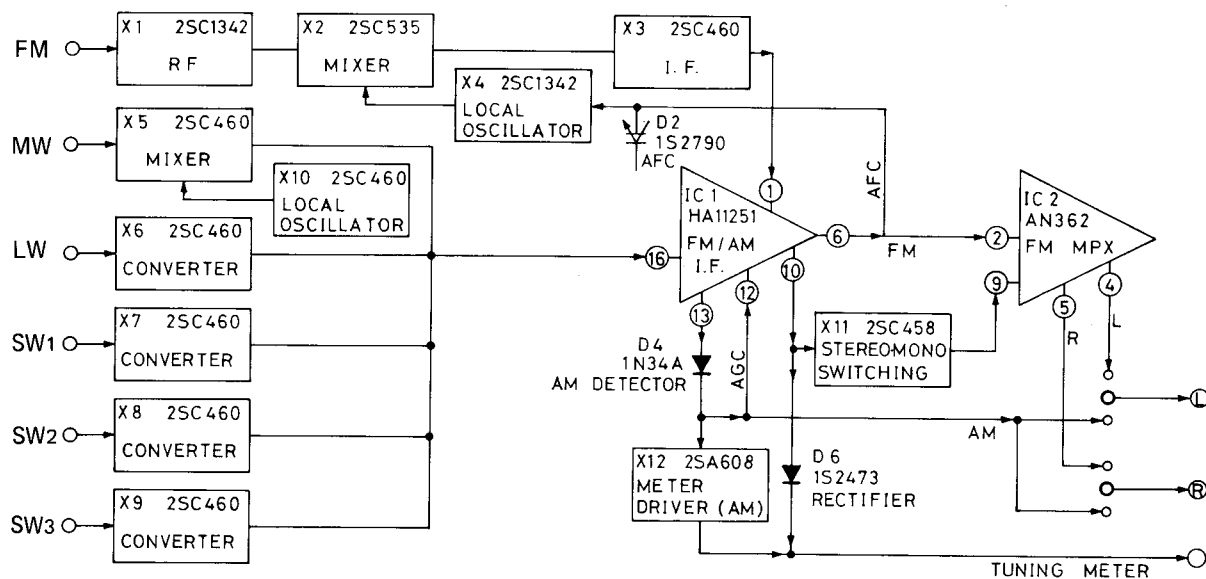 FM
X1 2SC1342
RF
X2 2SC535
MIXER
X3 2SC460
I.F.
X4 2SC1342
LOCAL
OSCILLATOR
D2
1S2790
AFC
AFC
MW
X5 2SC460
MIXER
X10 2SC460
LOCAL
OSCILLATOR
LW
X6 2SC460
CONVERTER
SW1
X7 2SC460
CONVERTER
SW2
X8 2SC460
CONVERTER
SW3
X9 2SC460
CONVERTER
1
IC1
HA11251
FM/AM
I.F.
16
6
10
12
13
FM
2
IC2
AN362
FM MPX
9
4
5
L
R
X11 2SC458
STEREO-MONO
SWITCHING
D4
1N34A
AM DETECTOR
AGC
AM
X12 2SA608
METER
DRIVER (AM)
D6
1S2473
RECTIFIER
L
R
TUNING METER